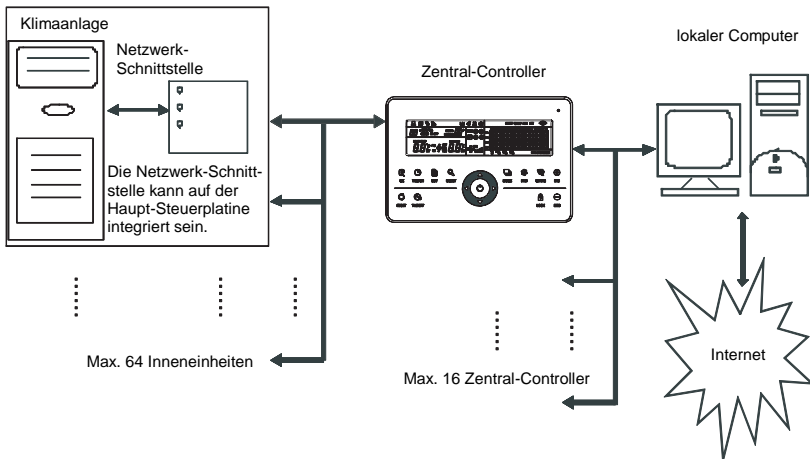 Klimaanlage
Netzwerk-
Schnittstelle
Die Netzwerk-Schnitt-
stelle kann auf der
Haupt-Steuerplatine
integriert sein.
Max. 64 Inneneinheiten
Zentral-Controller
Max. 16 Zentral-Controller
lokaler Computer
Internet